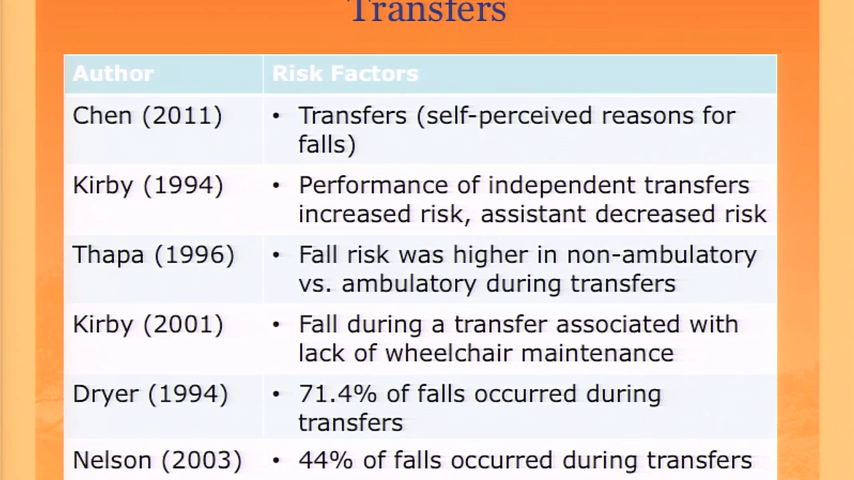 Transfers
Author Risk Factors
Chen (2011) • Transfers (self-perceived reasons for
falls)
Kirby (1994) • Performance of independent transfers
increased risk, assistant decreased risk
Thapa (1996) • Fall risk was higher in non-ambulatory
vs. ambulatory during transfers
Kirby (2001) • Fall during a transfer associated with
lack of wheelchair maintenance
Dryer (1994) • 71.4% of falls occurred during
transfers
Nelson (2003) • 44% of falls occurred during transfers